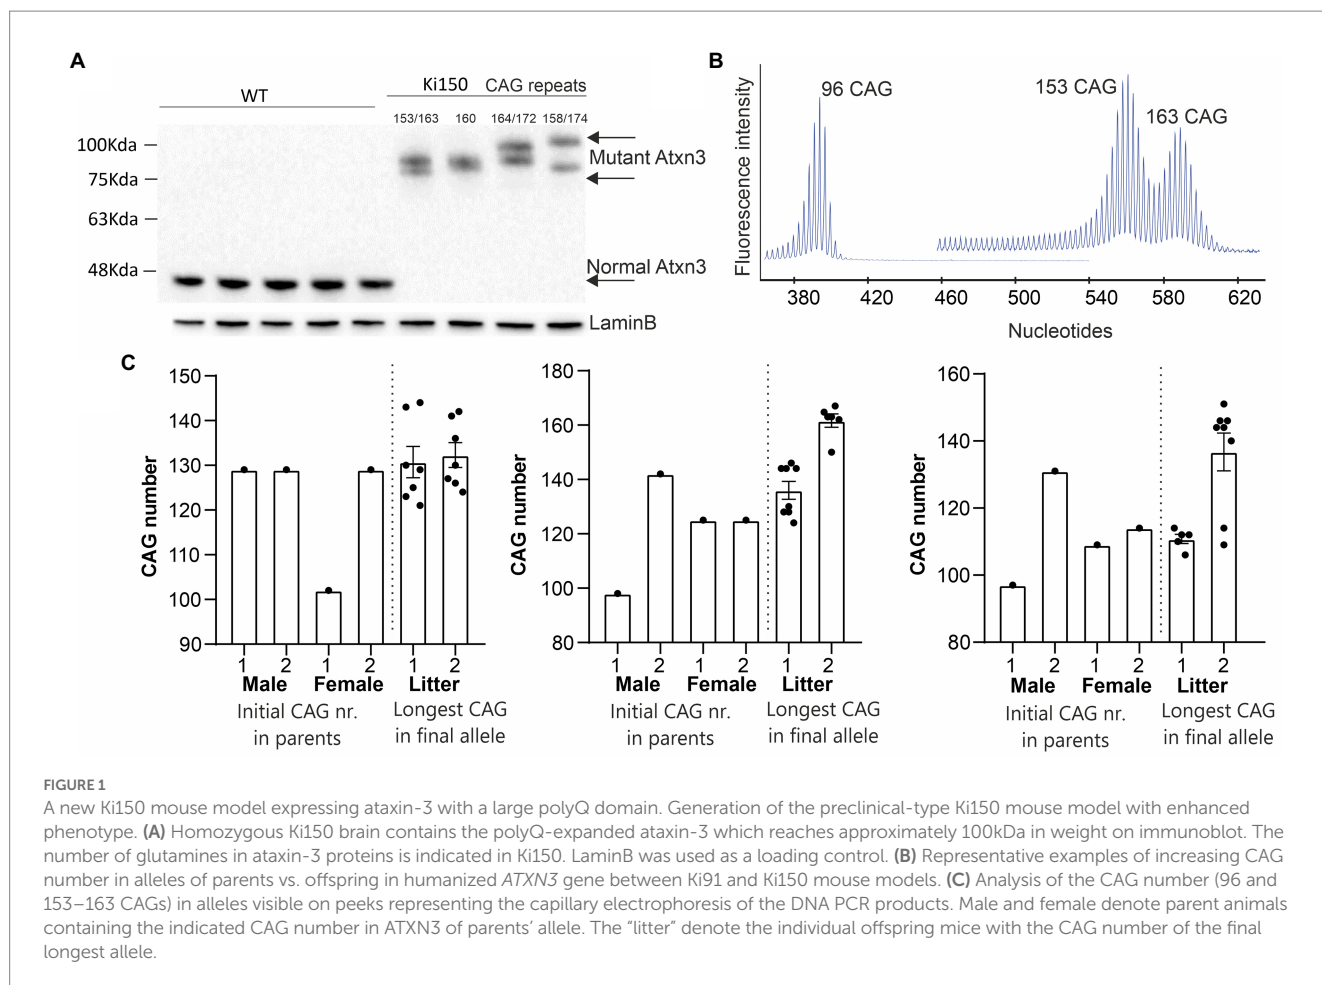 A
WT
Ki150 CAG repeats
153/163 160 164/172 158/174
100Kda
Mutant Atxn3
75Kda
63Kda
48Kda
Normal Atxn3
LaminB
B
Fluorescence intensity
96 CAG
153 CAG
163 CAG
380 420 460 500 540 580 620
Nucleotides
C
CAG number
150
140
130
120
110
100
90
1 2 1 2 1 2
Male Female Litter
Initial CAG nr. Longest CAG
in parents in final allele
CAG number
180
160
140
120
100
80
1 2 1 2 1 2
Male Female Litter
Initial CAG nr. Longest CAG
in parents in final allele
CAG number
160
140
120
100
80
1 2 1 2 1 2
Male Female Litter
Initial CAG nr. Longest CAG
in parents in final allele
FIGURE 1
A new Ki150 mouse model expressing ataxin-3 with a large polyQ domain. Generation of the preclinical-type Ki150 mouse model with enhanced
phenotype. (A) Homozygous Ki150 brain contains the polyQ-expanded ataxin-3 which reaches approximately 100kDa in weight on immunoblot. The
number of glutamines in ataxin-3 proteins is indicated in Ki150. LaminB was used as a loading control. (B) Representative examples of increasing CAG
number in alleles of parents vs. offspring in humanized ATXN3 gene between Ki91 and Ki150 mouse models. (C) Analysis of the CAG number (96 and
153–163 CAGs) in alleles visible on peeks representing the capillary electrophoresis of the DNA PCR products. Male and female denote parent animals
containing the indicated CAG number in ATXN3 of parents’ allele. The “litter” denote the individual offspring mice with the CAG number of the final
longest allele.